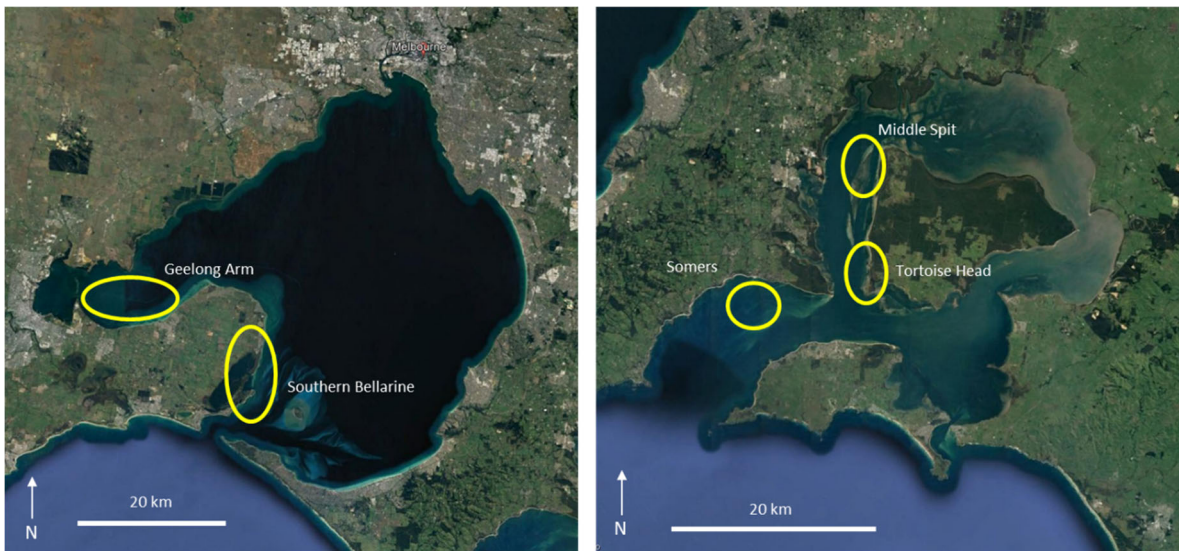 Melbourne
Geelong Arm
Southern Bellarine
N
20 km
Middle Spit
Somers
Tortoise Head
N
20 km